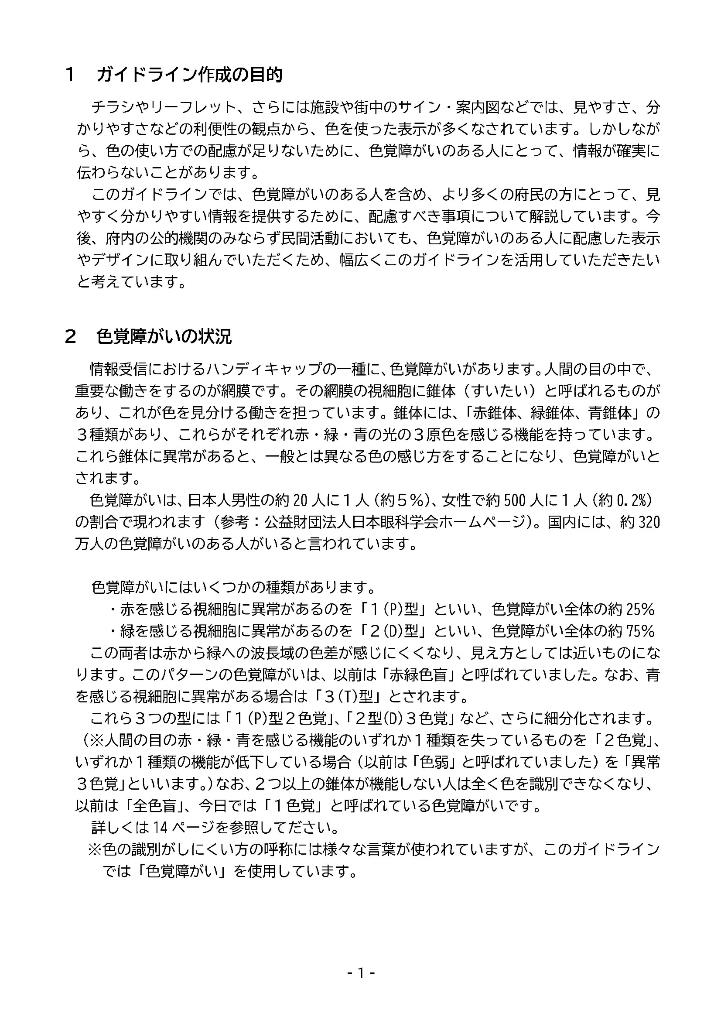 １　ガイドライン作成の目的
チラシやリーフレット、さらには施設や街中のサイン・案内図などでは、見やすさ、分
かりやすさなどの利便性の観点から、色を使った表示が多くなされています。しかしなが
ら、色の使い方での配慮が足りないために、色覚障がいのある人にとって、情報が確実に
伝わらないことがあります。
このガイドラインでは、色覚障がいのある人を含め、より多くの府民の方にとって、見
やすく分かりやすい情報を提供するために、配慮すべき事項について解説しています。今
後、府内の公的機関のみならず民間活動においても、色覚障がいのある人に配慮した表示
やデザインに取り組んでいただくため、幅広くこのガイドラインを活用していただきたい
と考えています。
２　色覚障がいの状況
情報受信におけるハンディキャップの一種に、色覚障がいがあります。人間の目の中で、
重要な働きをするのが網膜です。その網膜の視細胞に錐体（すいたい）と呼ばれるものが
あり、これが色を見分ける働きを担っています。錐体には、「赤錐体、緑錐体、青錐体」の
３種類があり、これらがそれぞれ赤・緑・青の光の３原色を感じる機能を持っています。
これら錐体に異常があると、一般とは異なる色の感じ方をすることになり、色覚障がいと
されます。
色覚障がいは、日本人男性の約20人に１人（約５％）、女性で約500人に１人（約0.2%）
の割合で現われます（参考：公益財団法人日本眼科学会ホームページ）。国内には、約320
万人の色覚障がいのある人がいると言われています。
色覚障がいにはいくつかの種類があります。
・赤を感じる視細胞に異常があるのを「１(P)型」といい、色覚障がい全体の約25%
・緑を感じる視細胞に異常があるのを「２(D)型」といい、色覚障がい全体の約75%
この両者は赤から緑への波長域の色差が感じにくくなり、見え方としては近いものにな
ります。このパターンの色覚障がいは、以前は「赤緑色盲」と呼ばれていました。なお、青
を感じる視細胞に異常がある場合は「３(T)型」とされます。
これら３つの型には「１(P)型２色覚」、「２型(D)３色覚」など、さらに細分化されます。
（※人間の目の赤・緑・青を感じる機能のいずれか１種類を失っているものを「２色覚」、
いずれか１種類の機能が低下している場合（以前は「色弱」と呼ばれていました）を「異常
３色覚」といいます。）なお、２つ以上の錐体が機能しない人は全く色を識別できなくなり、
以前は「全色盲」、今日では「１色覚」と呼ばれている色覚障がいです。
詳しくは14ページを参照してださい。
※色の識別がしにくい方の呼称には様々な言葉が使われていますが、このガイドライン
では「色覚障がい」を使用しています。
- 1 -